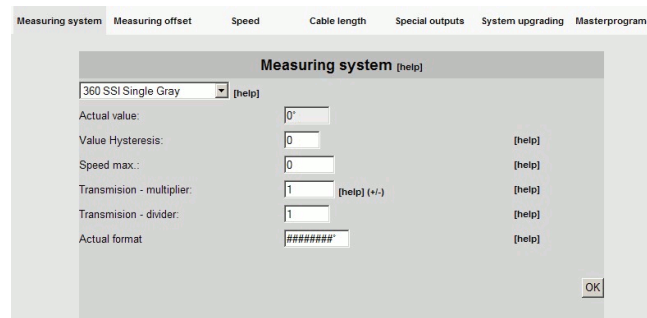 Measuring system Measuring offset Speed Cable length Special outputs System upgrading Masterprogram
Measuring system [help]
360 SSI Single Gray [help]
Actual value: 0°
Value Hysteresis: 0 [help]
Speed max.: 0 [help]
Transmision - multiplier: 1 [help] (+/-) [help]
Transmision - divider: 1 [help]
Actual format ########° [help]
OK